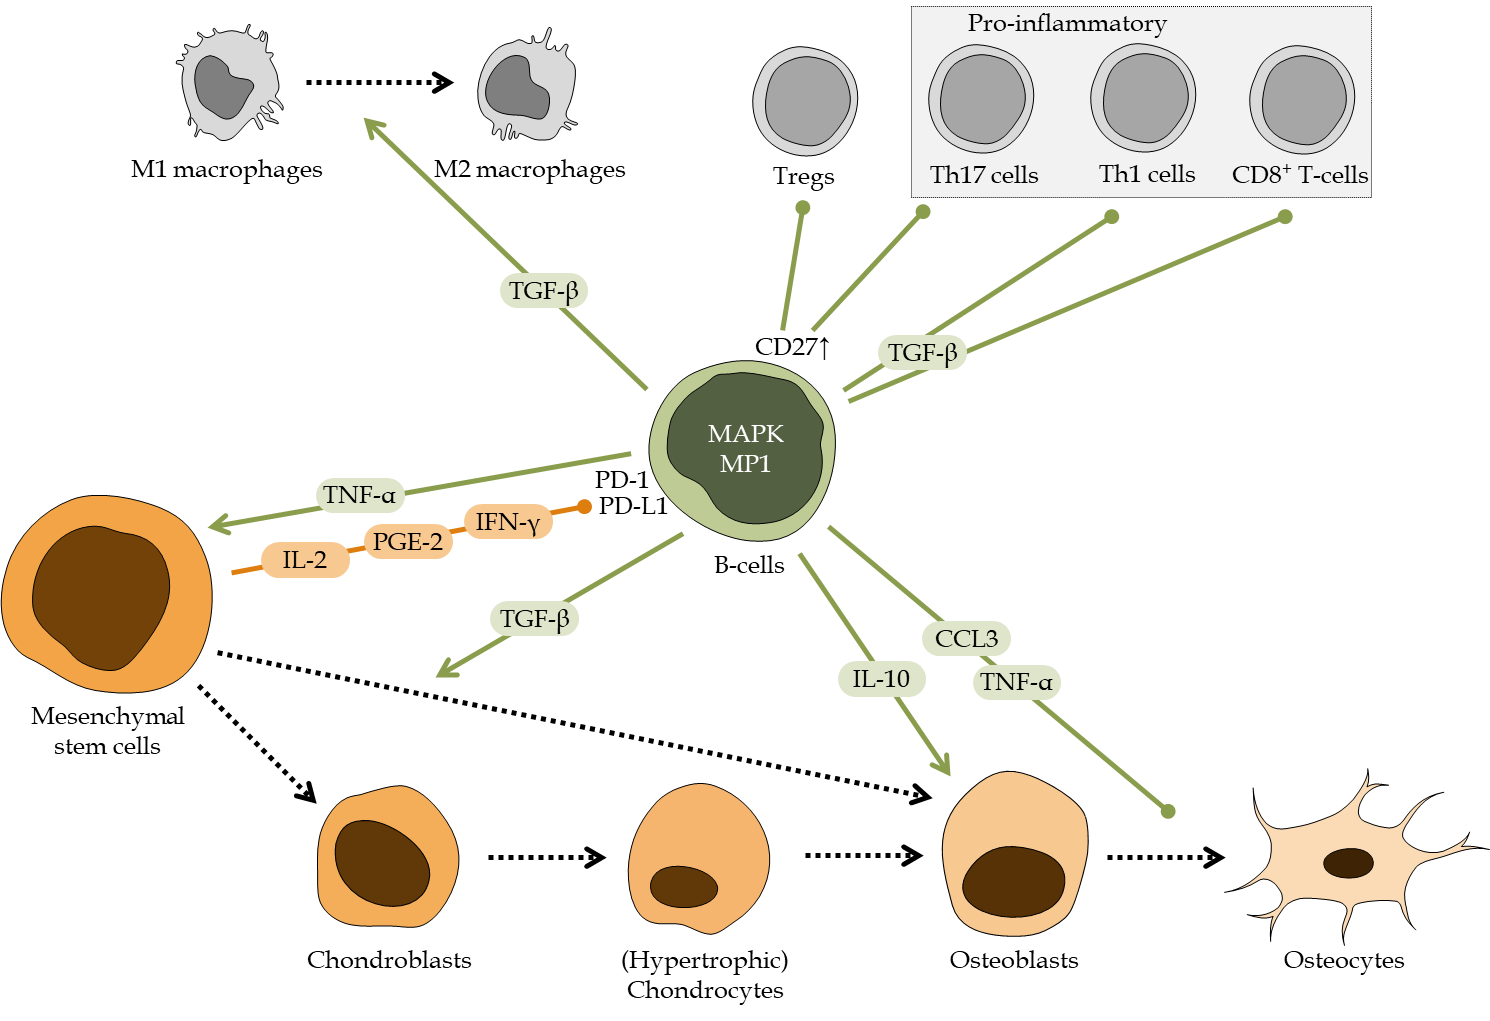 Pro-inflammatory
M1 macrophages
M2 macrophages
Tregs
Th17 cells
Th1 cells
CD8⁺ T-cells
TGF-β
CD27↑
TGF-β
MAPK
MP1
PD-1
PD-L1
B-cells
TNF-α
IL-2
PGE-2
IFN-γ
TGF-β
IL-10
CCL3
TNF-α
Mesenchymal
stem cells
Chondroblasts
(Hypertrophic)
Chondrocytes
Osteoblasts
Osteocytes